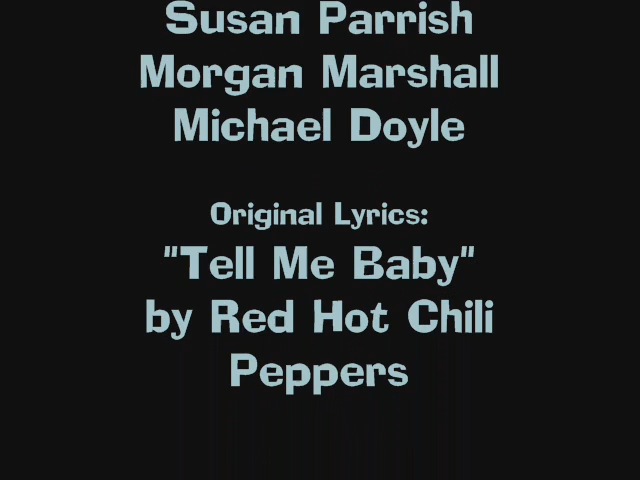 Susan Parrish
Morgan Marshall
Michael Doyle
Original Lyrics:
"Tell Me Baby"
by Red Hot Chili
Peppers